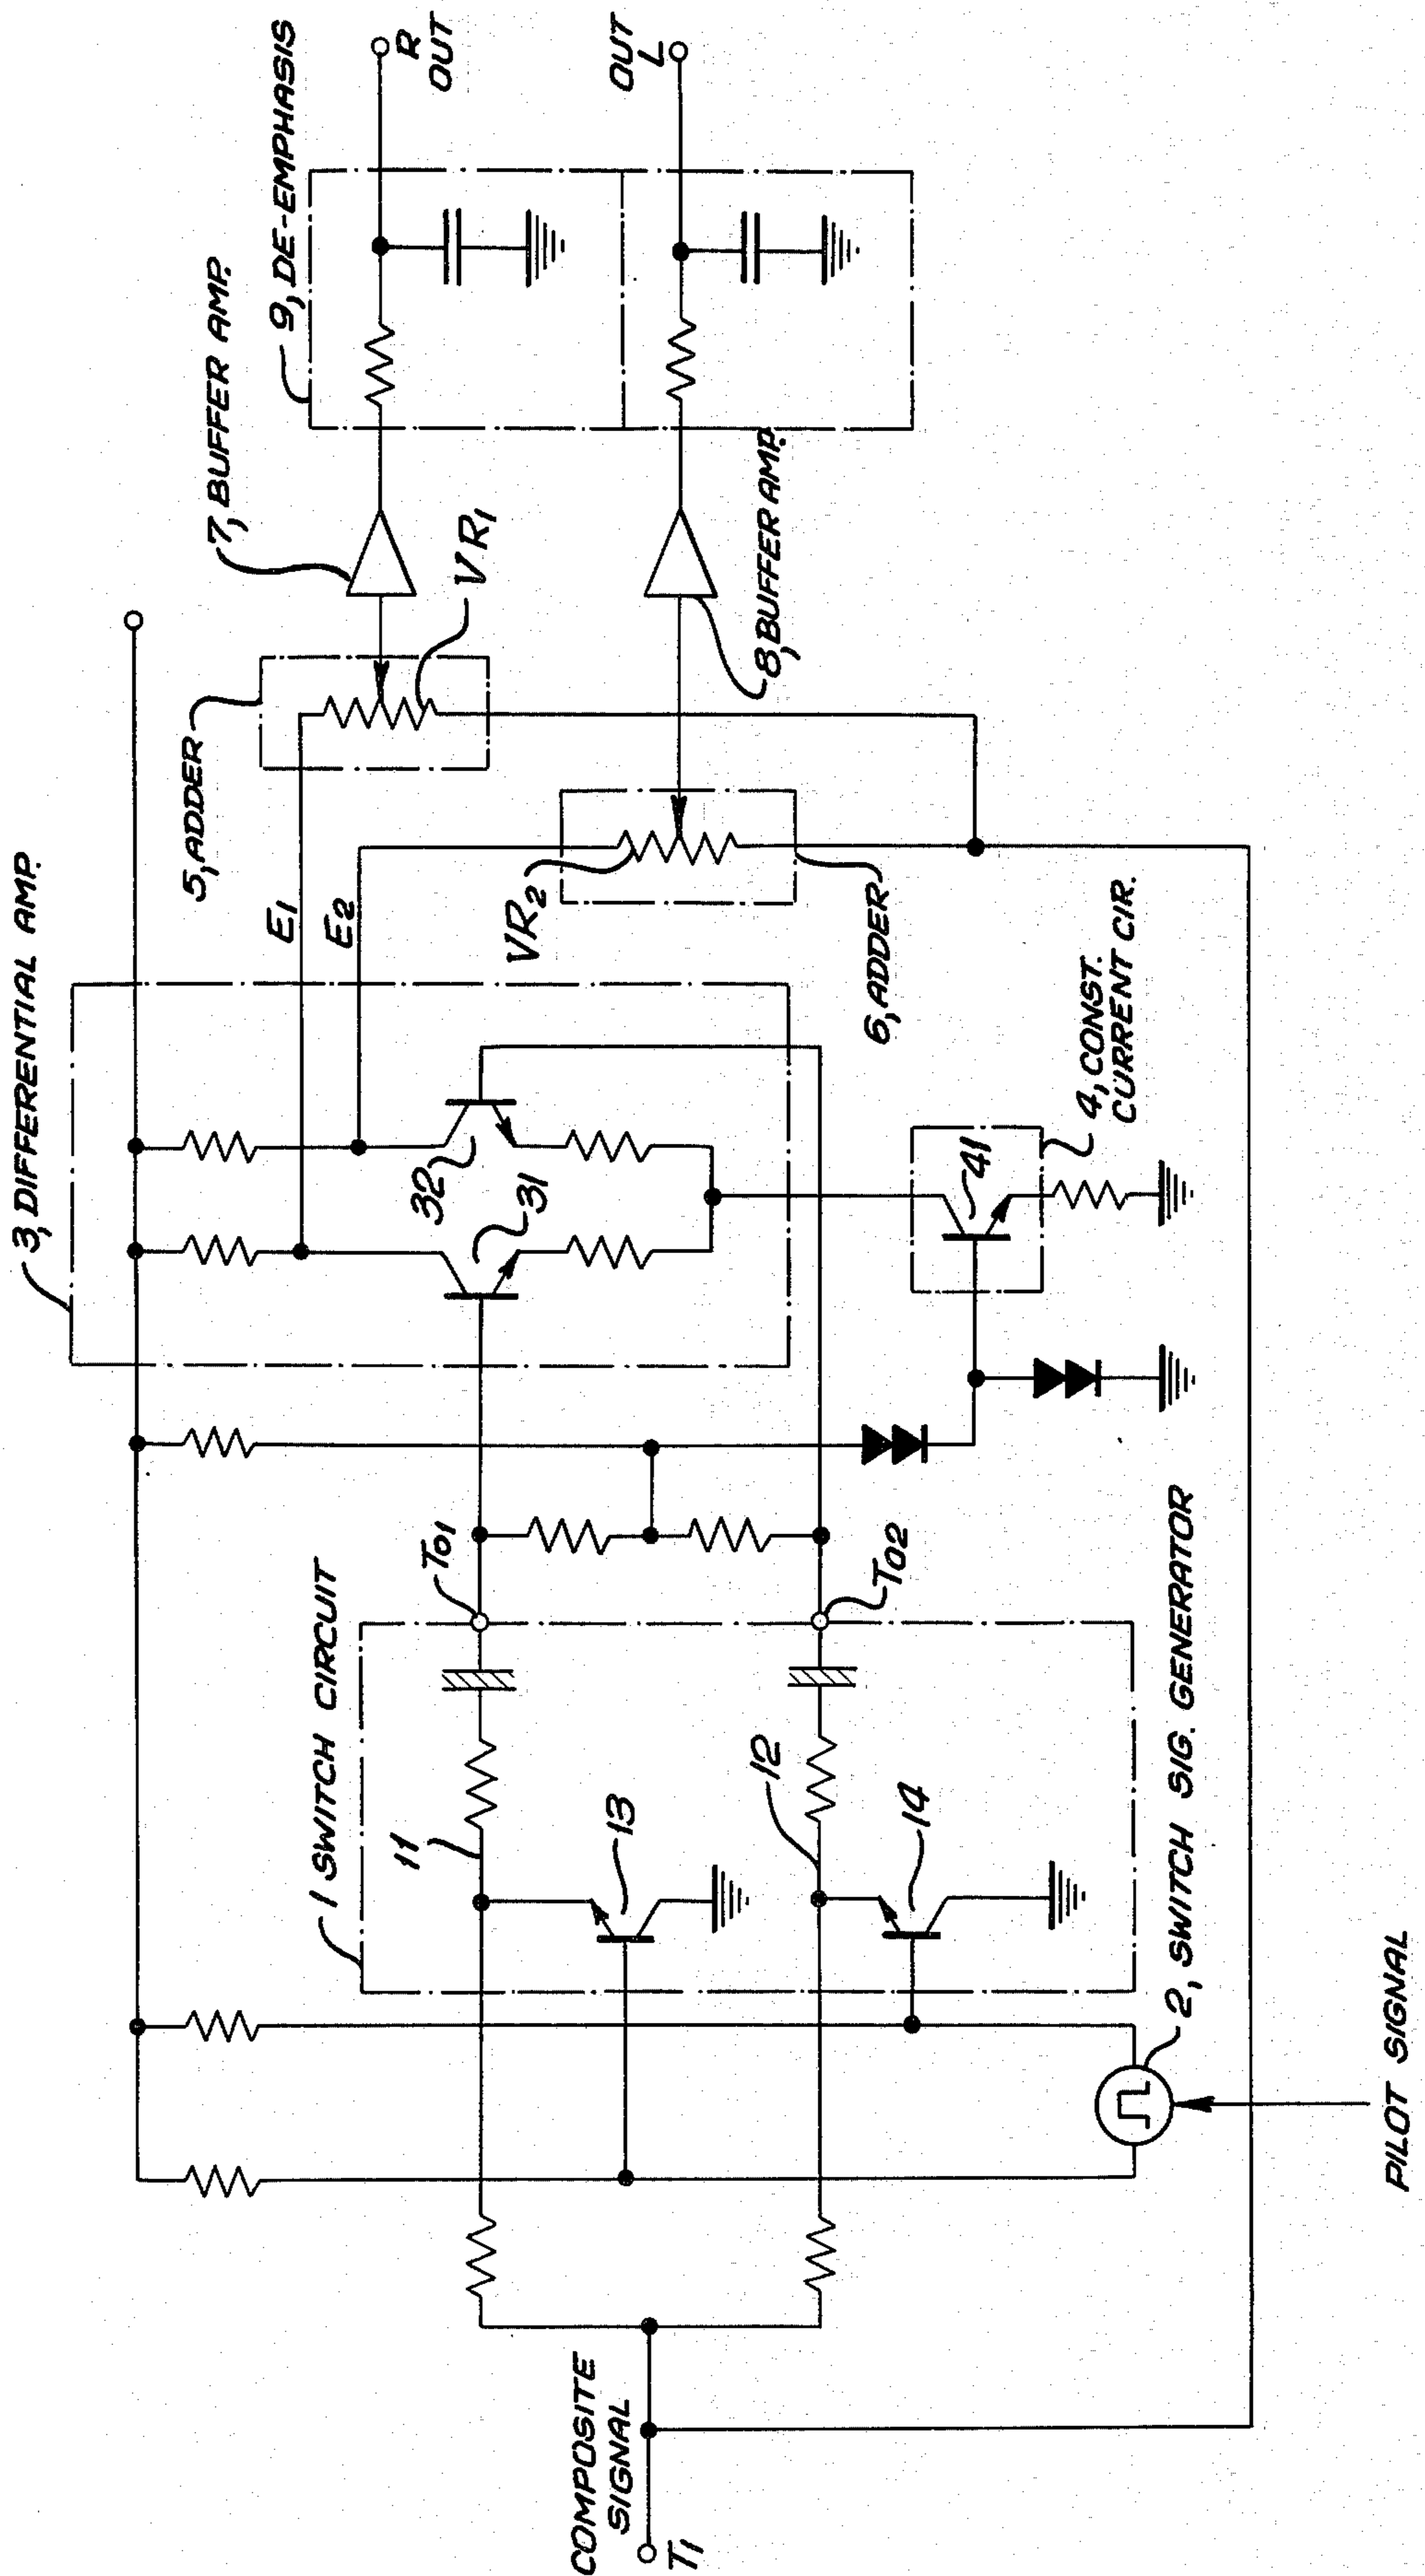 3, DIFFERENTIAL AMP.
5, ADDER
7, BUFFER AMP.
9, DE-EMPHASIS
R
OUT
E1
E2
VR1
VR2
OUT
L
8, BUFFER AMP.
6, ADDER
32
31
41
4, CONST.
CURRENT CIR.
1 SWITCH CIRCUIT
T01
T02
11
12
13
14
COMPOSITE
SIGNAL
T1
2, SWITCH SIG. GENERATOR
PILOT SIGNAL